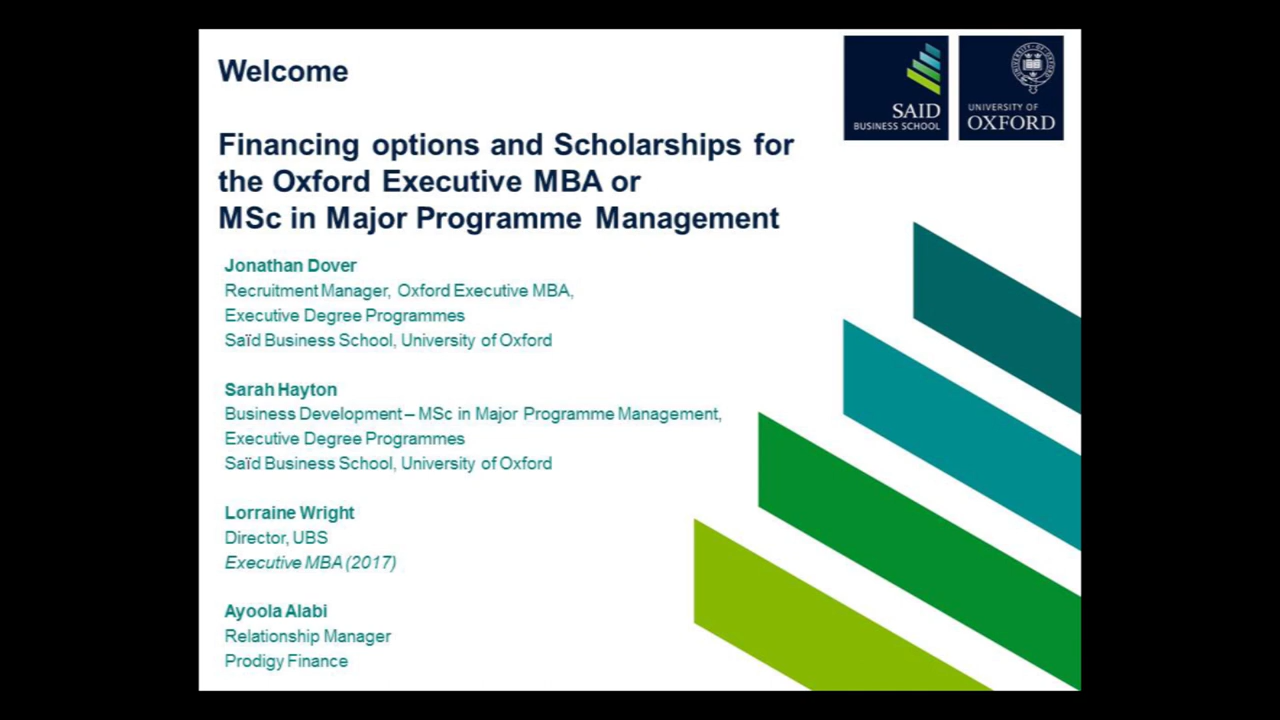 Welcome
SAID
BUSINESS SCHOOL
UNIVERSITY OF
OXFORD
Financing options and Scholarships for
the Oxford Executive MBA or
MSc in Major Programme Management
Jonathan Dover
Recruitment Manager, Oxford Executive MBA,
Executive Degree Programmes
Saïd Business School, University of Oxford
Sarah Hayton
Business Development – MSc in Major Programme Management,
Executive Degree Programmes
Saïd Business School, University of Oxford
Lorraine Wright
Director, UBS
Executive MBA (2017)
Ayoola Alabi
Relationship Manager
Prodigy Finance